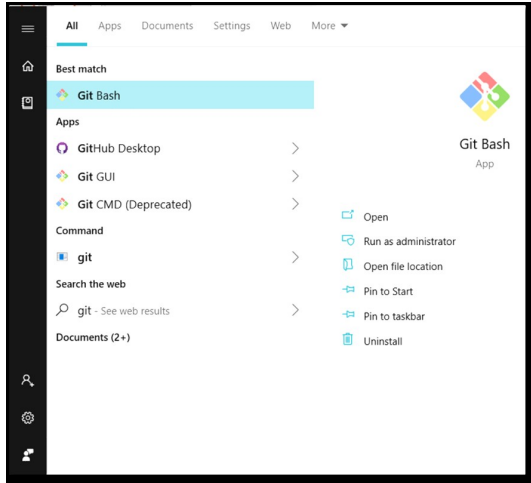 All Apps Documents Settings Web More
Best match
Git Bash
Apps
GitHub Desktop
Git GUI
Git CMD (Deprecated)
Command
git
Search the web
git - See web results
Documents (2+)
Git Bash
App
Open
Run as administrator
Open file location
Pin to Start
Pin to taskbar
Uninstall